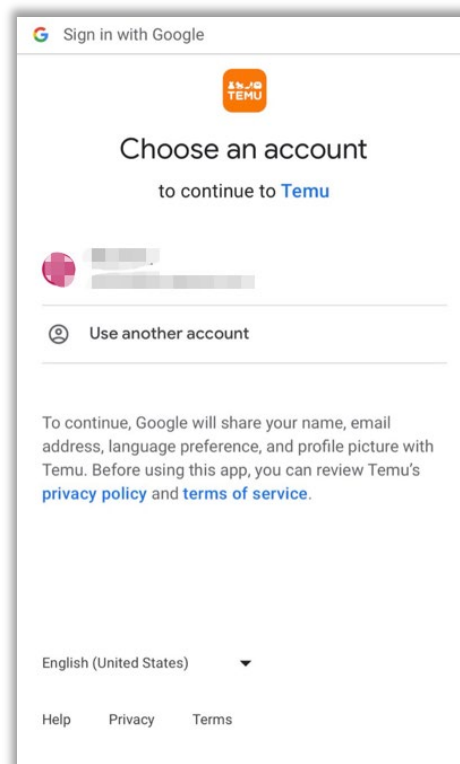 Sign in with Google
TEMU
Choose an account
to continue to Temu
Use another account
To continue, Google will share your name, email
address, language preference, and profile picture with
Temu. Before using this app, you can review Temu's
privacy policy and terms of service.
English (United States)
Help Privacy Terms